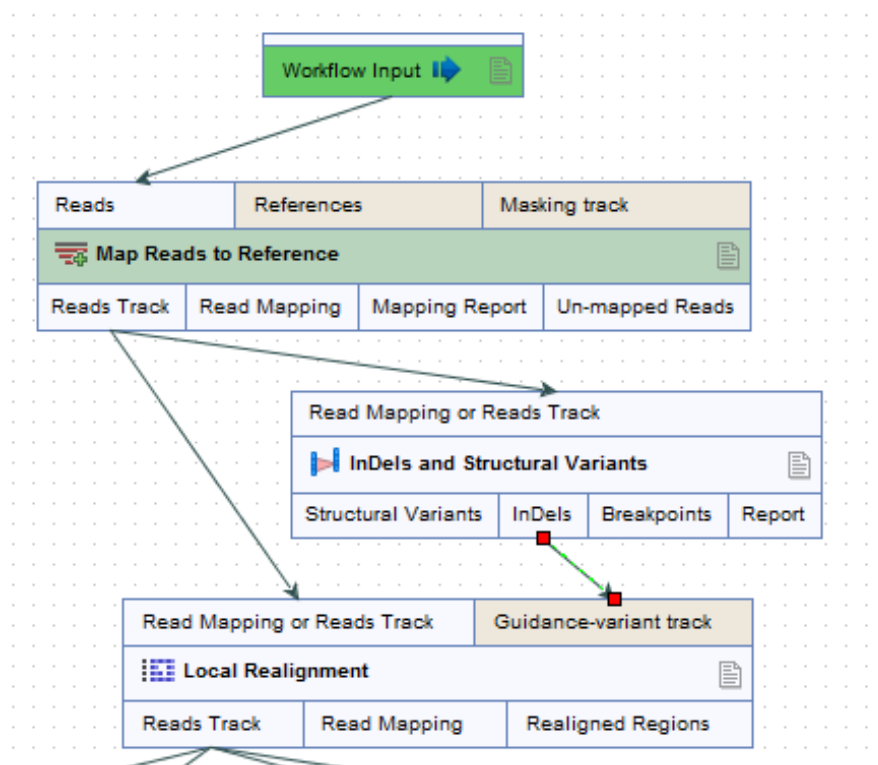 Workflow Input
Reads References Masking track
Map Reads to Reference
Reads Track Read Mapping Mapping Report Un-mapped Reads
Read Mapping or Reads Track
InDels and Structural Variants
Structural Variants InDels Breakpoints Report
Read Mapping or Reads Track Guidance-variant track
Local Realignment
Reads Track Read Mapping Realigned Regions